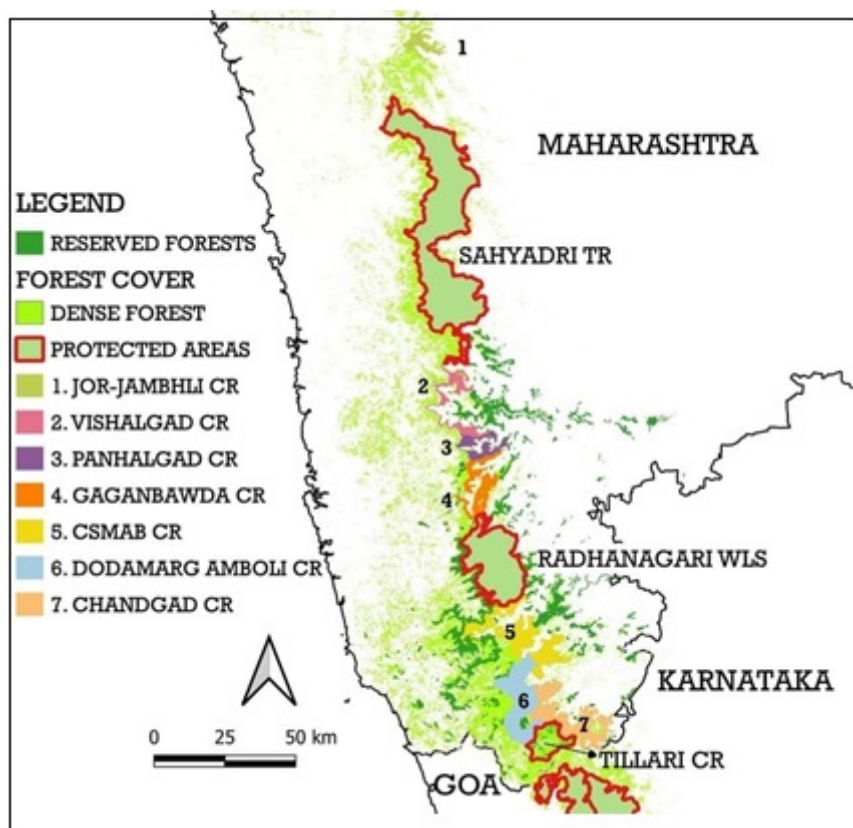 1
MAHARASHTRA
LEGEND
RESERVED FORESTS
SAHYADRI TR
FOREST COVER
DENSE FOREST
PROTECTED AREAS
1. JOR-JAMBHLI CR
2. VISHALGAD CR
3. PANHALGAD CR
4. GAGANBAWDA CR
5. CSMAB CR
6. DODAMARG AMBOLI CR
7. CHANDGAD CR
2
3
4
RADHANAGARI WLS
5
KARNATAKA
6
7
TILLARI CR
GOA
0 25 50 km